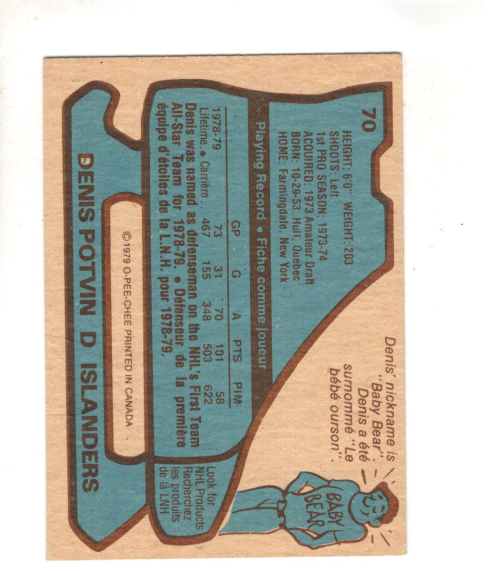 70
HEIGHT: 6'0" WEIGHT: 203
SHOOTS: Left
1st PRO SEASON: 1973-74
ACQUIRED: 1973 Amateur Draft
BORN: 10-29-53 Hull, Quebec
HOME: Farmingdale, New York
Denis' nickname is
"Baby Bear".
Denis a été
surnommé "Le
bébé ourson".
BABY
BEAR
Playing Record • Fiche comme joueur
GP G A PTS PIM
1978-79 73 31 70 101 58
Lifetime • Carrière 467 155 348 503 622
Denis was named as defenseman on the NHL's First Team
All-Star Team for 1978-79. • Défenseur de la première
équipe d'étoiles de la L.N.H. pour 1978-79.
Look for
NHL Products
Recherchez
les produits
de la LNH
©1979 O-PEE-CHEE PRINTED IN CANADA
DENIS POTVIN D ISLANDERS